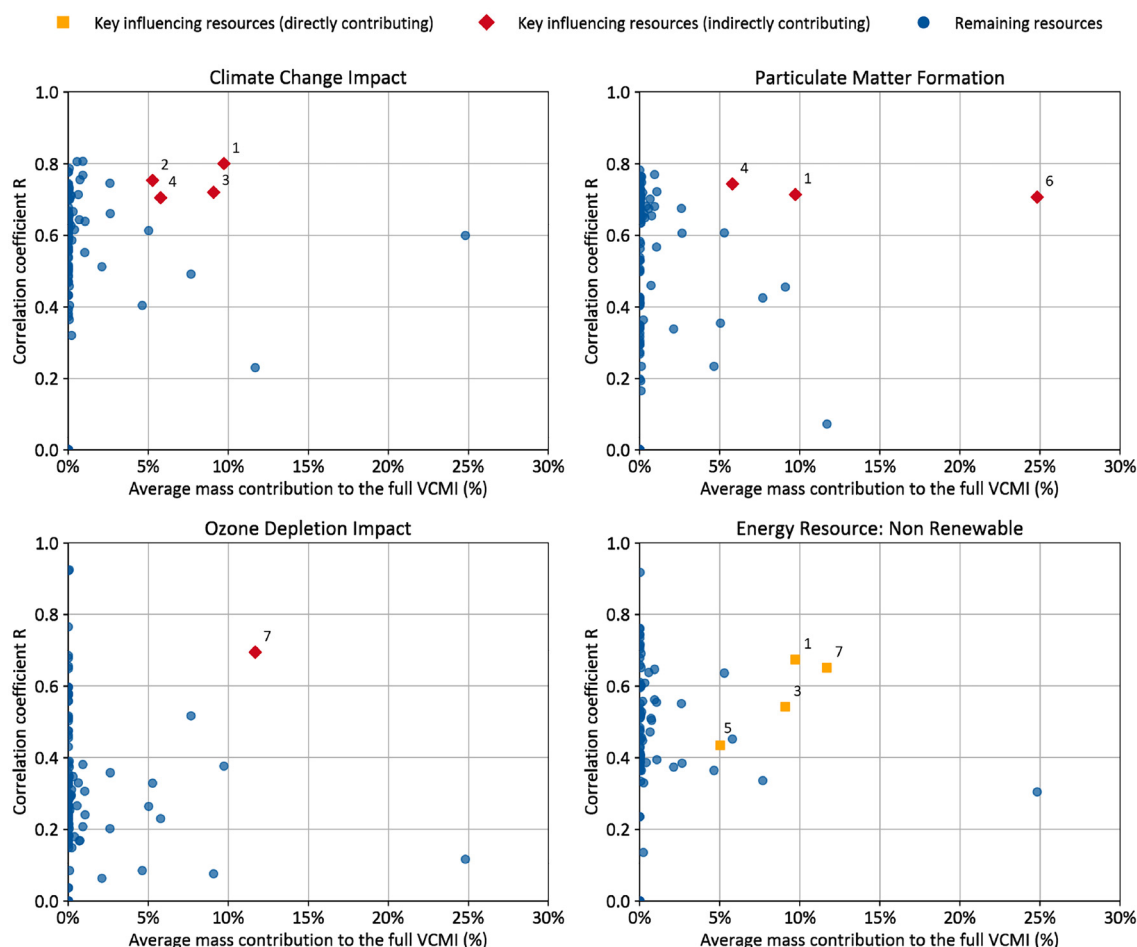 Key influencing resources (directly contributing) Key influencing resources (indirectly contributing) Remaining resources
Climate Change Impact
Correlation coefficient R
1.0
0.8
0.6
0.4
0.2
0.0
1
2
3
4
0% 5% 10% 15% 20% 25% 30%
Average mass contribution to the full VCMI (%)
Particulate Matter Formation
Correlation coefficient R
1.0
0.8
0.6
0.4
0.2
0.0
4
1
6
0% 5% 10% 15% 20% 25% 30%
Average mass contribution to the full VCMI (%)
Ozone Depletion Impact
Correlation coefficient R
1.0
0.8
0.6
0.4
0.2
0.0
7
0% 5% 10% 15% 20% 25% 30%
Average mass contribution to the full VCMI (%)
Energy Resource: Non Renewable
Correlation coefficient R
1.0
0.8
0.6
0.4
0.2
0.0
1
7
3
5
0% 5% 10% 15% 20% 25% 30%
Average mass contribution to the full VCMI (%)